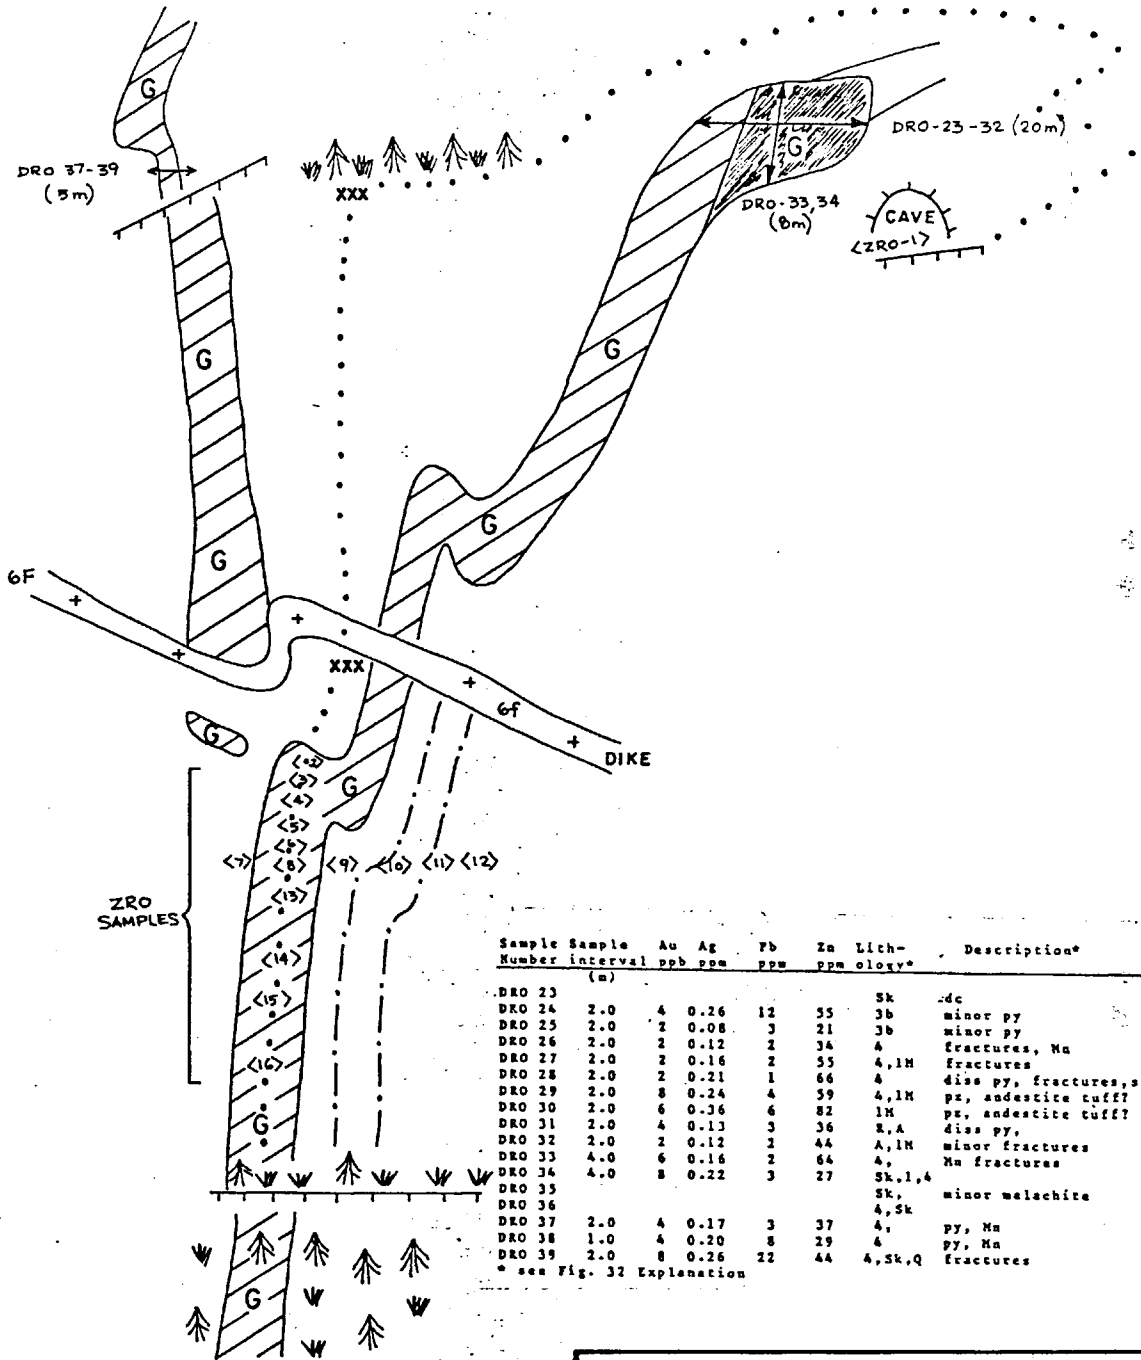 G
DRO 37-39
(5m)
XXX
DRO-23-32 (20m)
G
DRO-33,34
(8m)
CAVE
<ZRO-1>
G
G
G
G
6F
XXX
6f
DIKE
G
G
<3>
<4>
<5>
<6>
<7> <8> <9> <10> <11> <12>
<13>
<14>
<15>
<16>
ZRO
SAMPLES
G
G
Sample Sample Au Ag Pb Zn Lith- Description*
Number interval ppb ppm ppm ppm ology*
(m)
DRO 23 Sk
DRO 24 2.0 4 0.26 12 55 3b minor py
DRO 25 2.0 2 0.08 3 21 3b minor py
DRO 26 2.0 2 0.12 2 34 4 fractures, Mn
DRO 27 2.0 2 0.16 2 55 4,1M fractures
DRO 28 2.0 2 0.21 1 66 4 diss py, fractures,s
DRO 29 2.0 8 0.24 4 59 4,1M px, andestite tuff?
DRO 30 2.0 6 0.36 6 82 1M px, andestite tuff?
DRO 31 2.0 4 0.13 3 36 diss py,
DRO 32 2.0 2 0.12 2 44 A,1M minor fractures
DRO 33 4.0 6 0.16 2 64 4, Mn fractures
DRO 34 4.0 8 0.22 3 27 Sk,1,4
DRO 35 Sk, minor malachite
DRO 36 4,Sk
DRO 37 2.0 4 0.17 3 37 4, py, Mn
DRO 38 1.0 4 0.20 8 29 4 py, Mn
DRO 39 2.0 8 0.26 22 44 4,Sk,Q fractures
* see Fig. 32 Explanation